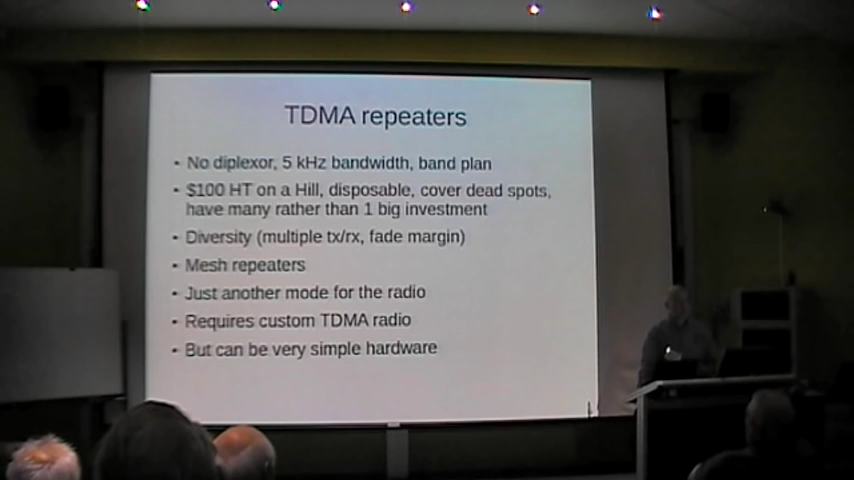 TDMA repeaters
• No diplexor, 5 kHz bandwidth, band plan
• $100 HT on a Hill, disposable, cover dead spots,
have many rather than 1 big investment
• Diversity (multiple tx/rx, fade margin)
• Mesh repeaters
• Just another mode for the radio
• Requires custom TDMA radio
• But can be very simple hardware